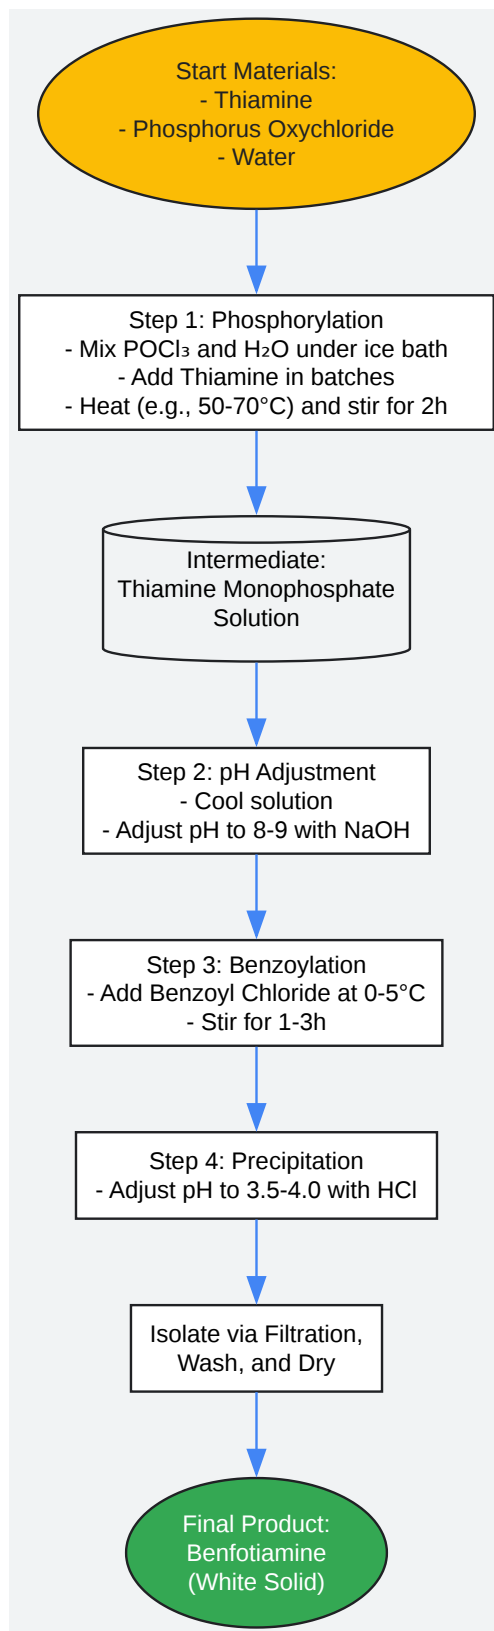 Start Materials:
- Thiamine
- Phosphorus Oxychloride
- Water
Step 1: Phosphorylation
- Mix POCl₃ and H₂O under ice bath
- Add Thiamine in batches
- Heat (e.g., 50-70°C) and stir for 2h
Intermediate:
Thiamine Monophosphate
Solution
Step 2: pH Adjustment
- Cool solution
- Adjust pH to 8-9 with NaOH
Step 3: Benzoylation
- Add Benzoyl Chloride at 0-5°C
- Stir for 1-3h
Step 4: Precipitation
- Adjust pH to 3.5-4.0 with HCl
Isolate via Filtration,
Wash, and Dry
Final Product:
Benfotiamine
(White Solid)